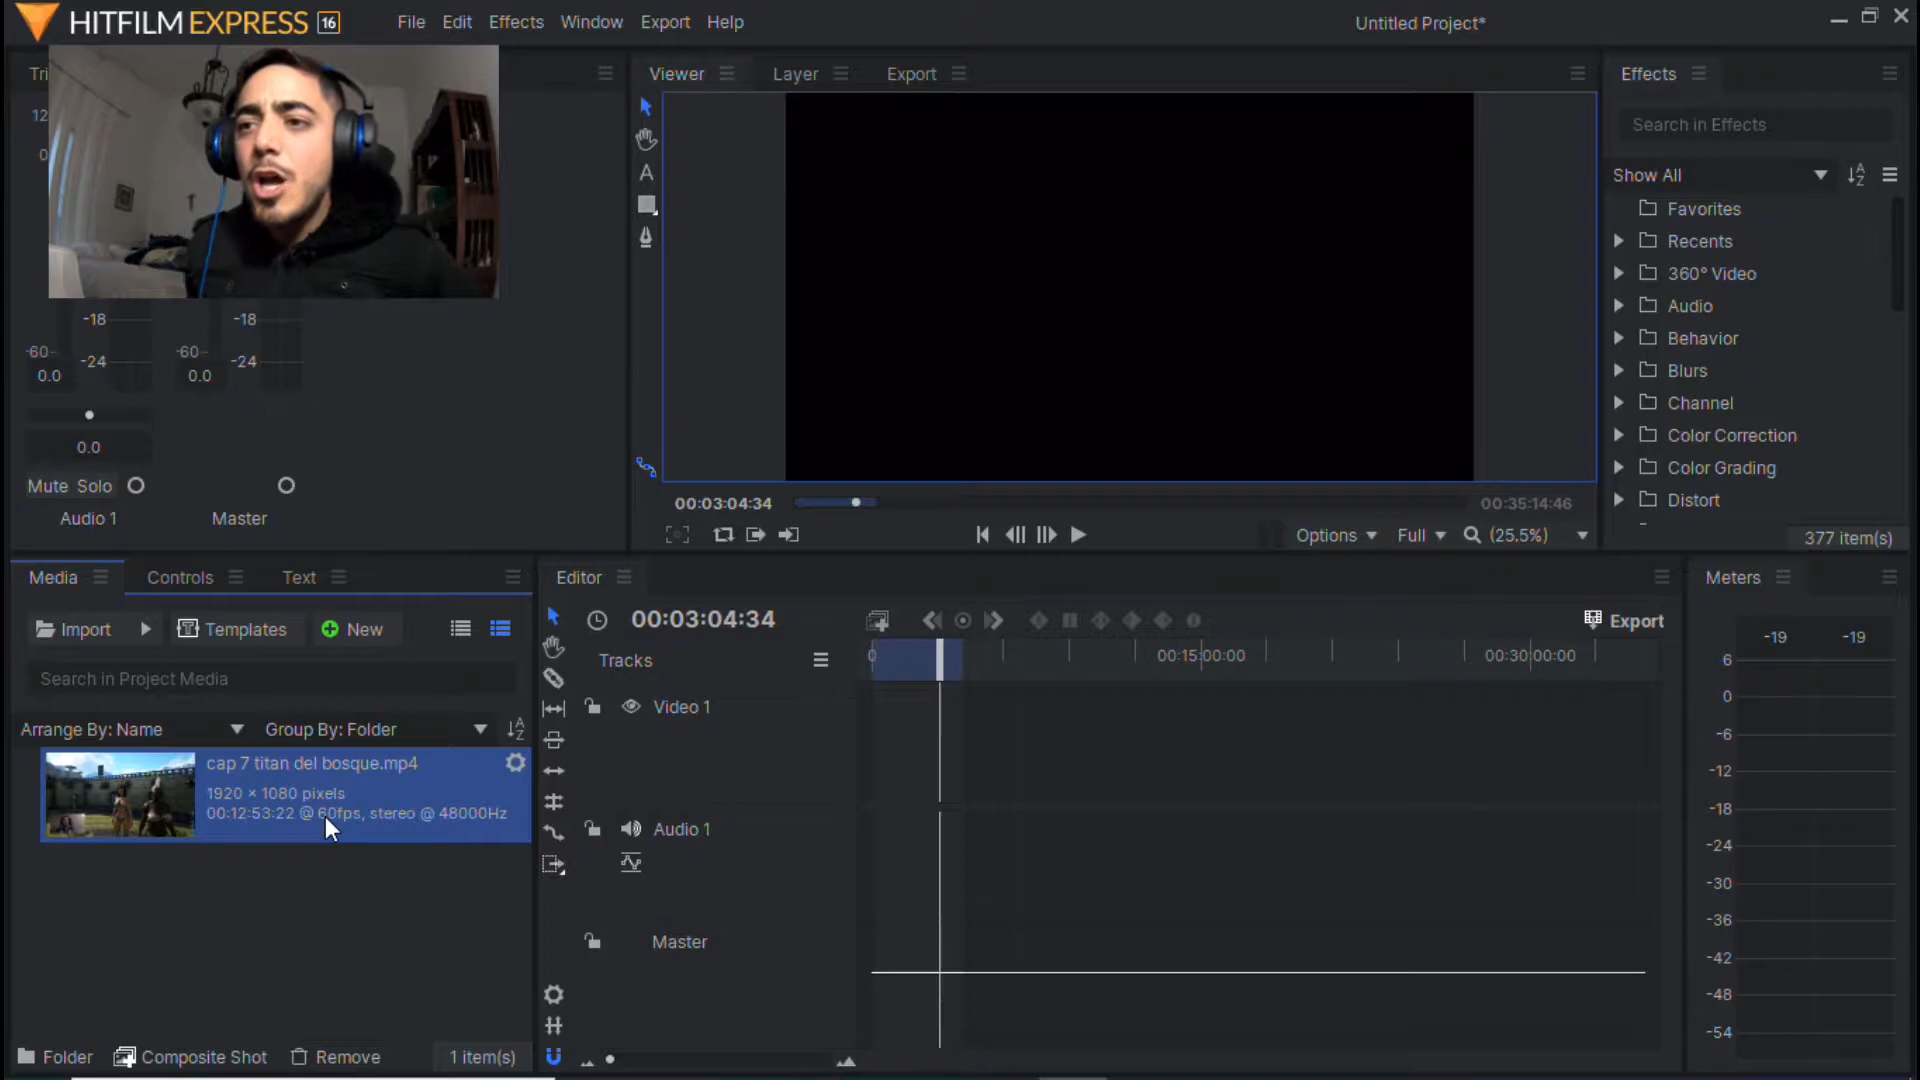 HITFILM EXPRESS 16
File Edit Effects Window Export Help
Untitled Project*
Tri
12
0
-18 -18
-60 -24 -60 -24
0.0 0.0
0.0
Mute Solo
Audio 1 Master
Viewer Layer Export
00:03:04:34 00:35:14:46
Options Full (25.5%)
Effects
Search in Effects
Show All
Favorites
Recents
360° Video
Audio
Behavior
Blurs
Channel
Color Correction
Color Grading
Distort
377 item(s)
Media Controls Text
Import Templates New
Search in Project Media
Arrange By: Name Group By: Folder
cap 7 titan del bosque.mp4
1920 × 1080 pixels
00:12:53:22 @ 60fps, stereo @ 48000Hz
Folder Composite Shot Remove 1 item(s)
Editor
00:03:04:34
Export
Tracks
0 00:15:00:00 00:30:00:00
Video 1
Audio 1
Master
Meters
-19 -19
6
0
-6
-12
-18
-24
-30
-36
-42
-48
-54